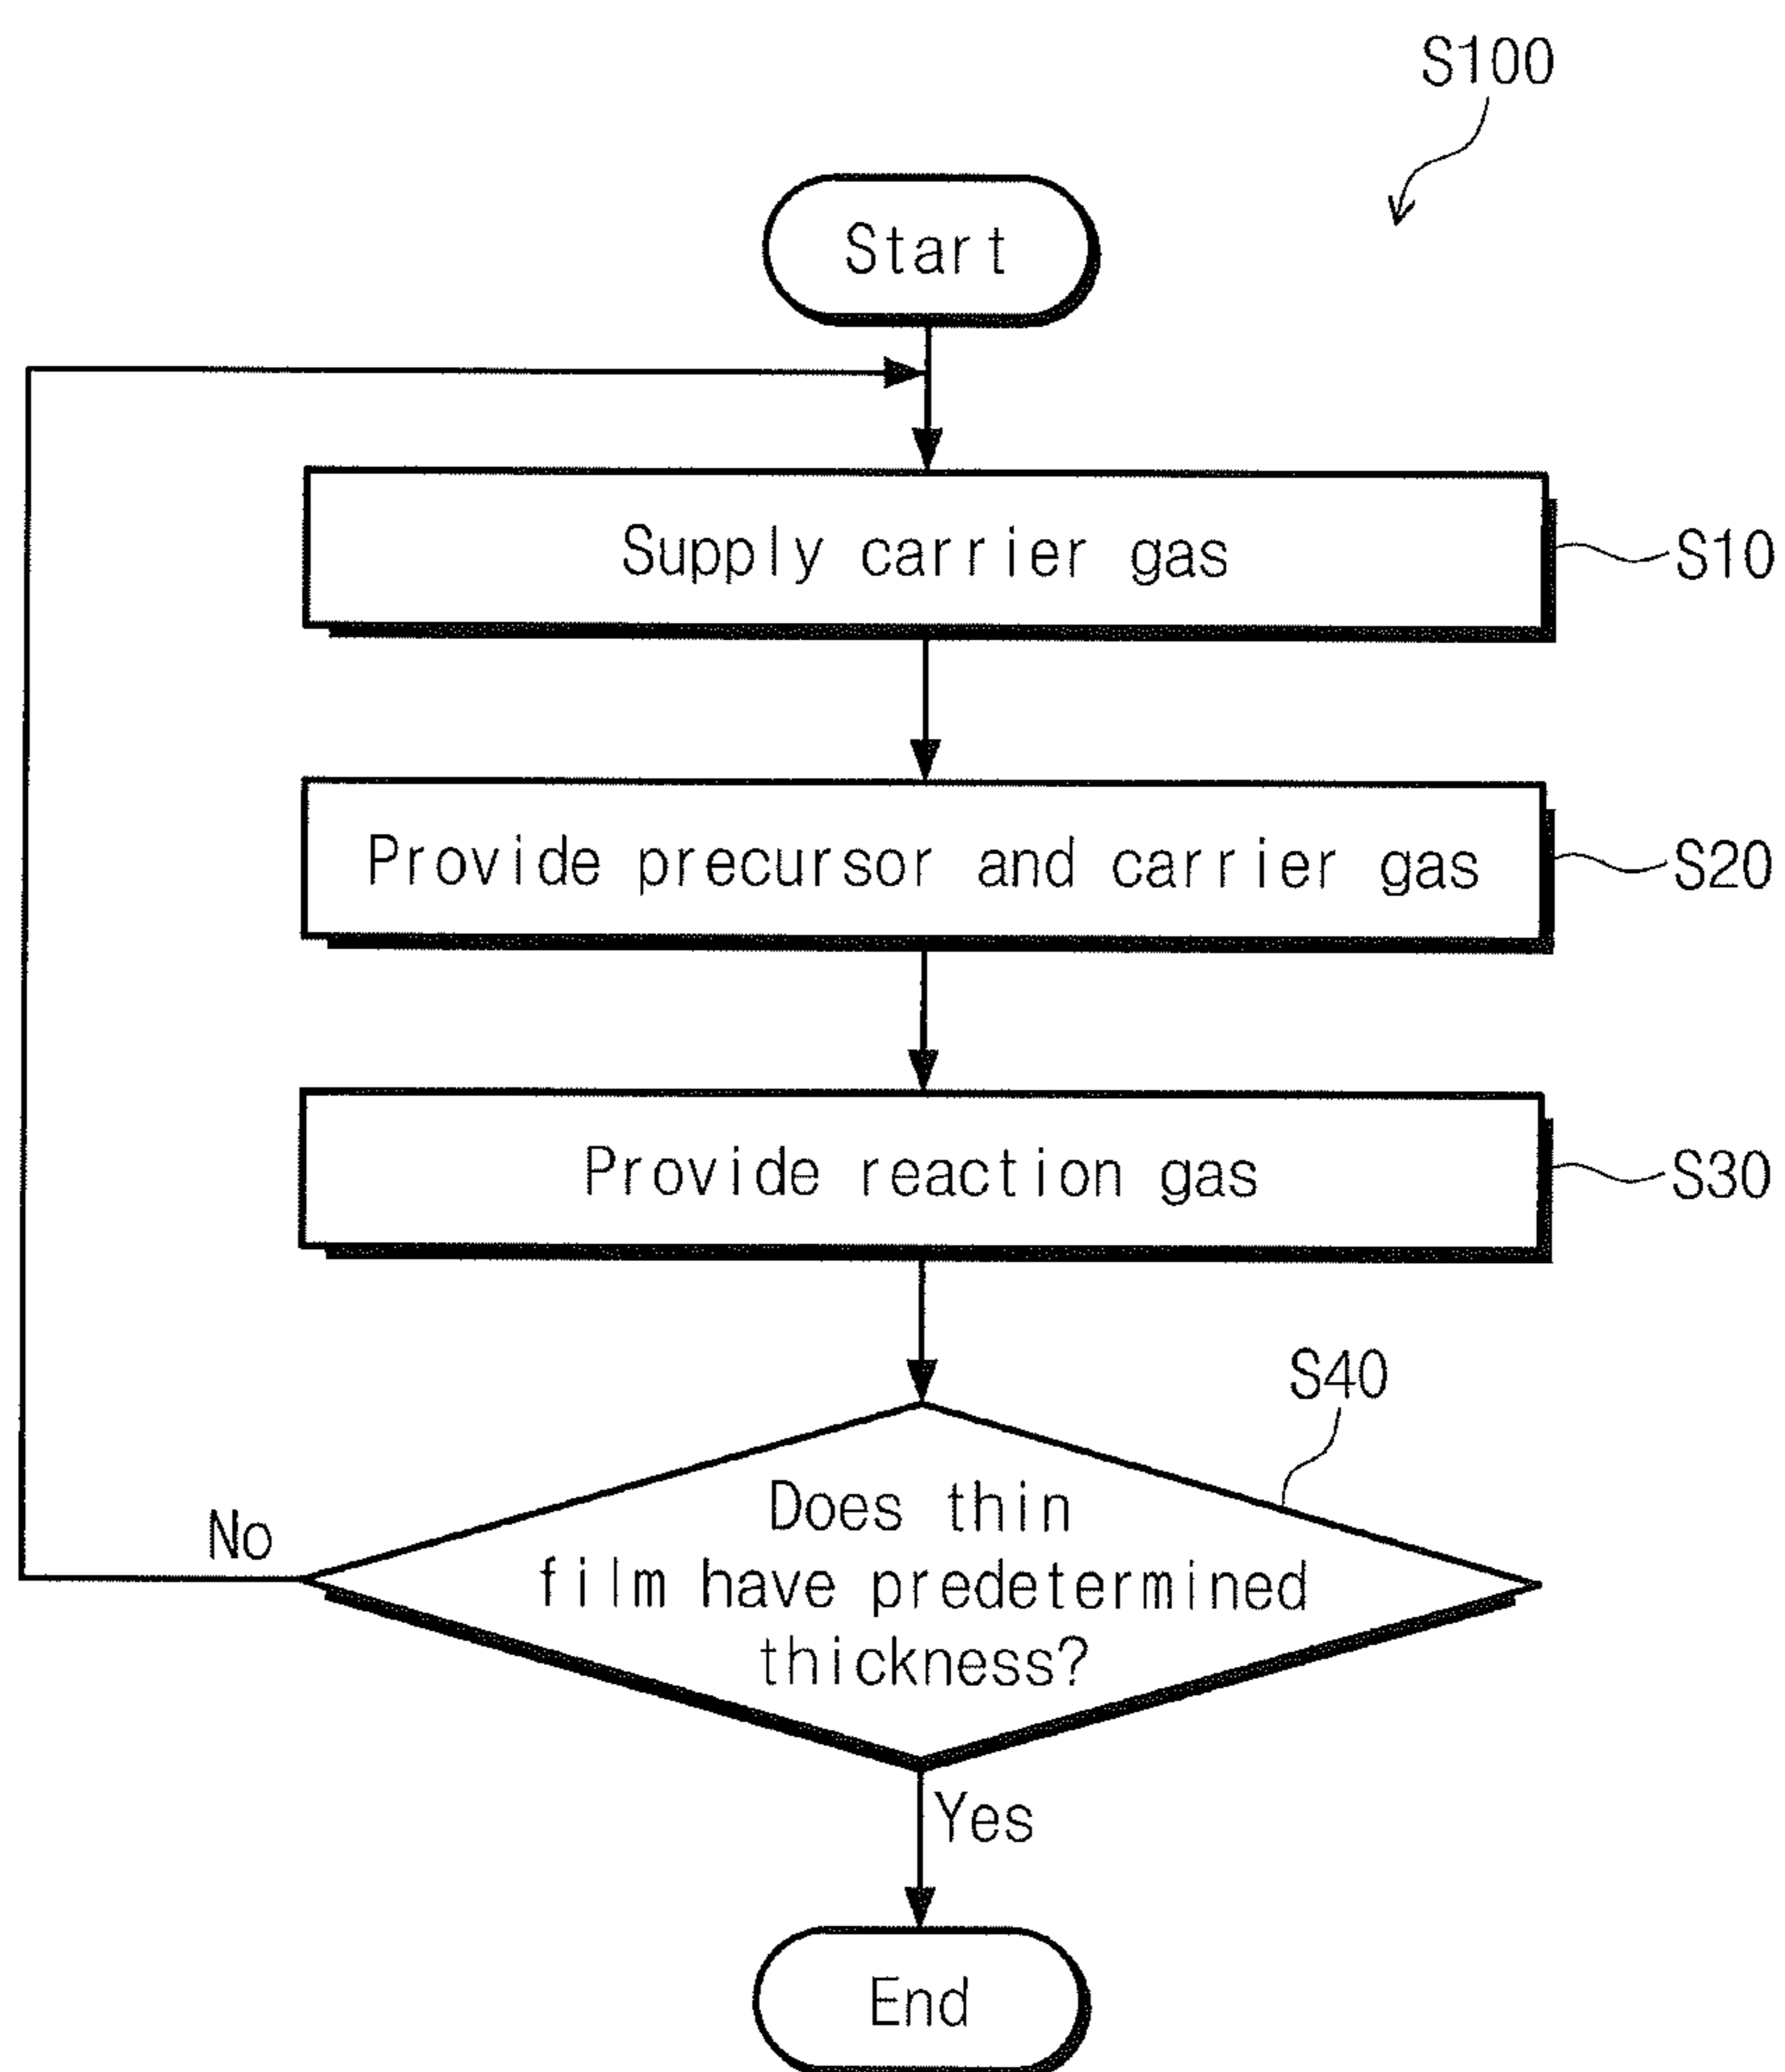 S100
Start
Supply carrier gas
S10
Provide precursor and carrier gas
S20
Provide reaction gas
S30
S40
Does thin
film have predetermined
thickness?
No
Yes
End